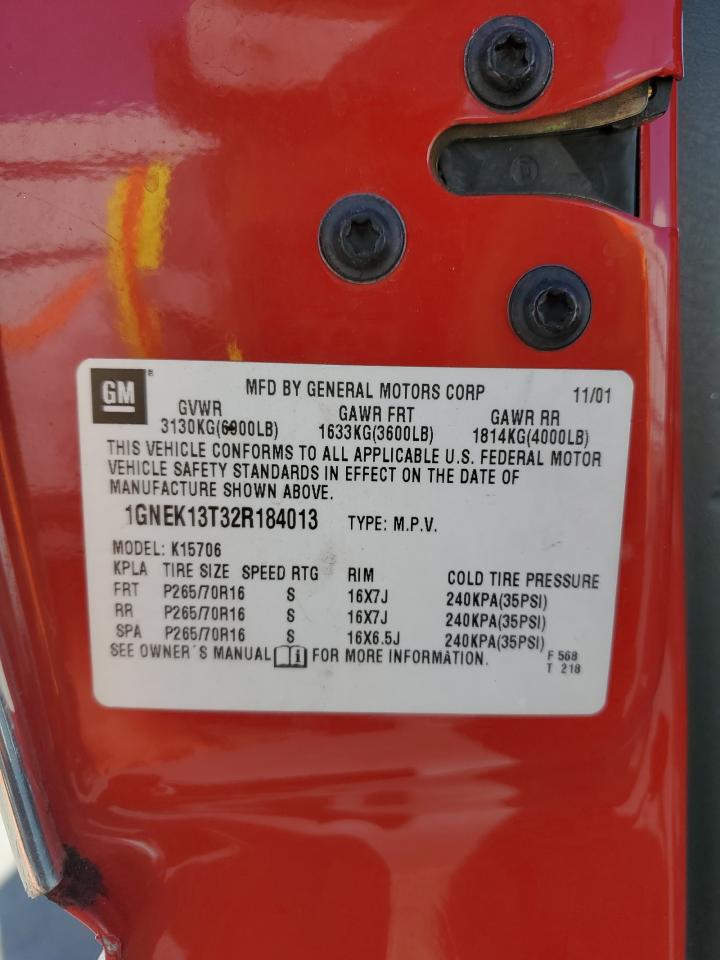 GM ® MFD BY GENERAL MOTORS CORP 11/01
GVWR GAWR FRT GAWR RR
3130KG(6900LB) 1633KG(3600LB) 1814KG(4000LB)
THIS VEHICLE CONFORMS TO ALL APPLICABLE U.S. FEDERAL MOTOR
VEHICLE SAFETY STANDARDS IN EFFECT ON THE DATE OF
MANUFACTURE SHOWN ABOVE.
1GNEK13T32R184013 TYPE: M.P.V.
MODEL: K15706
KPLA TIRE SIZE SPEED RTG RIM COLD TIRE PRESSURE
FRT P265/70R16 S 16X7J 240KPA(35PSI)
RR P265/70R16 S 16X7J 240KPA(35PSI)
SPA P265/70R16 S 16X6.5J 240KPA(35PSI)
SEE OWNER´S MANUAL i FOR MORE INFORMATION. F 568
T 218